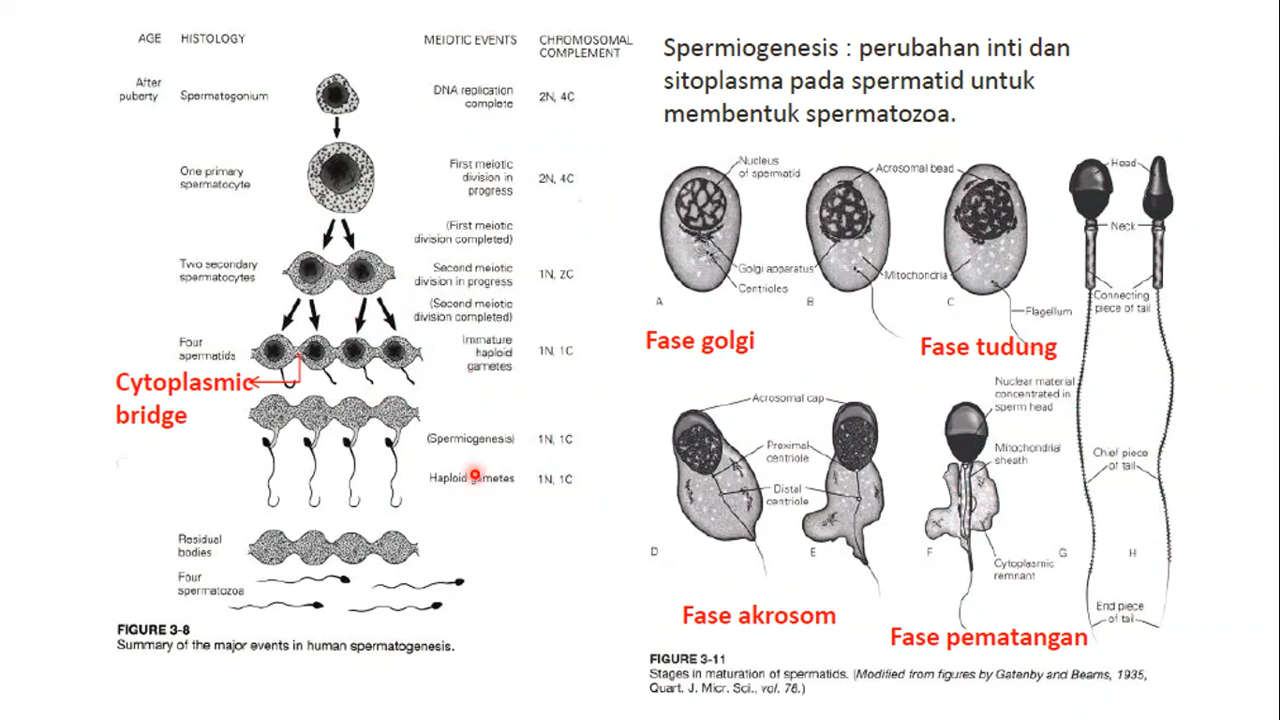 AGE HISTOLOGY MEIOTIC EVENTS CHROMOSOMAL
COMPLEMENT
After
puberty
Spermatogonium
DNA replication
complete
2N, 4C
One primary
spermatocyte
First meiotic
division in
progress
2N, 4C
(First meiotic
division completed)
Two secondary
spermatocytes
Second meiotic
division in progress
1N, 2C
(Second meiotic
division completed)
Four
spermatids
Immature
haploid
gametes
1N, 1C
Cytoplasmic
bridge
(Spermiogenesis) 1N, 1C
Haploid gametes 1N, 1C
Residual
bodies
Four
spermatozoa
FIGURE 3-8
Summary of the major events in human spermatogenesis.
Spermiogenesis : perubahan inti dan
sitoplasma pada spermatid untuk
membentuk spermatozoa.
Nucleus
of spermatid
Acrosomal bead
Head
Neck
Golgi apparatus
Mitochondria
Centrioles
Connecting
piece of tail
A B C
Flagellum
Fase golgi
Fase tudung
Acrosomal cap
Nuclear material
concentrated in
sperm head
Proximal
centriole
Mitochondrial
sheath
Chief piece
of tail
Distal
centriole
D E F G H
Cytoplasmic
remnant
End piece
of tail
Fase akrosom
Fase pematangan
FIGURE 3-11
Stages in maturation of spermatids. (Modified from figures by Gatenby and Beams, 1935,
Quart. J. Micr. Sci., vol. 78.)